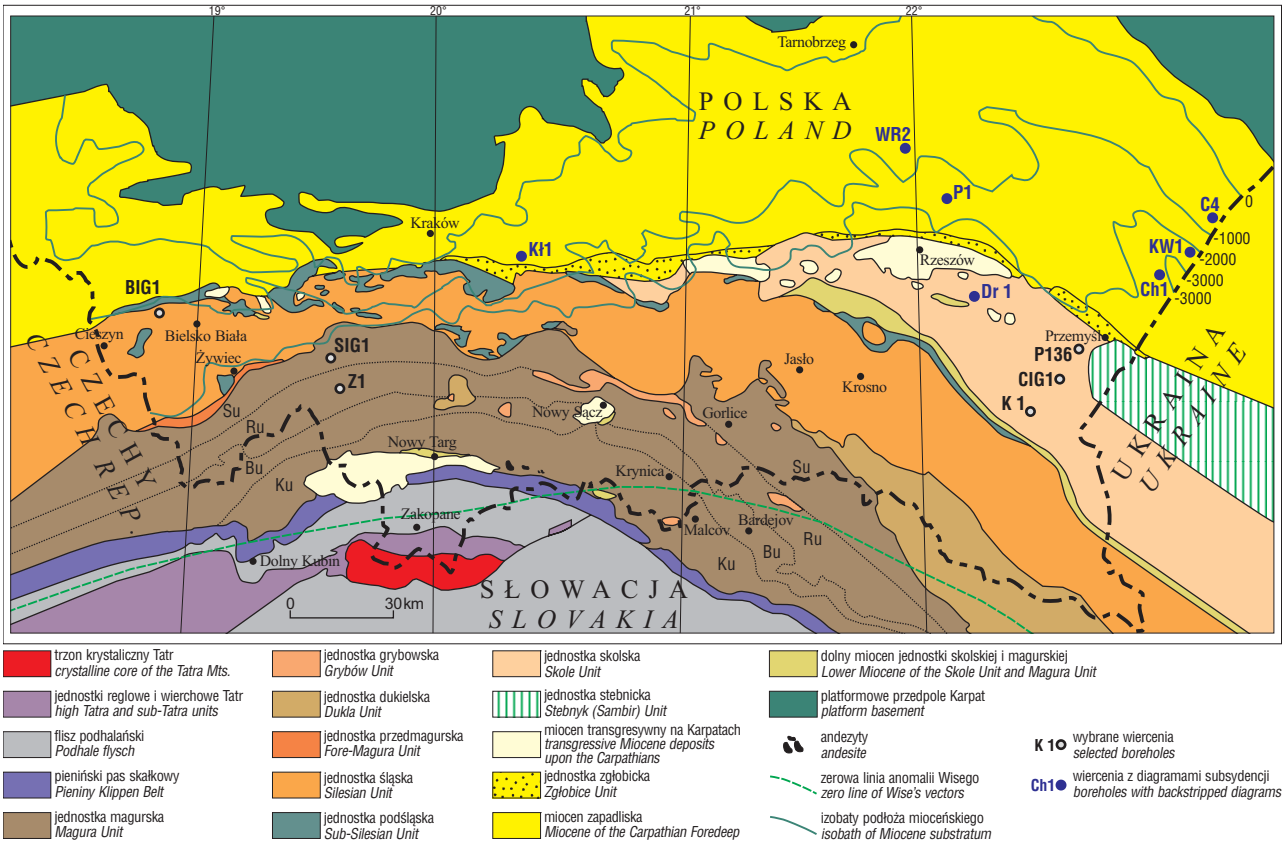 19°
20°
21°
22°
Tarnobrzeg
POLSKA
POLAND
WR2
P1
C4
0
Kraków
Kł1
KW1
-1000
-2000
Rzeszów
Ch1
-3000
-3000
BIG1
Dr 1
Cieszyn
Bielsko Biała
Przemyśl
SIG1
P136
Żywiec
Jasło
CIG1
Z1
Krosno
K 1
CZECHY
CZECH REP.
UKRAINA
UKRAINE
Su
Nowy Sącz
Gorlice
Ru
Nowy Targ
Bu
Krynica
Su
Ku
Zakopane
Malcov
Bardejov
Ru
Dolny Kubin
Bu
Ku
SŁOWACJA
SLOVAKIA
0
30 km
trzon krystaliczny Tatr
crystalline core of the Tatra Mts.
jednostki reglowe i wierchowe Tatr
high Tatra and sub-Tatra units
flisz podhalański
Podhale flysch
pieniński pas skałkowy
Pieniny Klippen Belt
jednostka magurska
Magura Unit
jednostka grybowska
Grybów Unit
jednostka dukielska
Dukla Unit
jednostka przedmagurska
Fore-Magura Unit
jednostka śląska
Silesian Unit
jednostka podśląska
Sub-Silesian Unit
jednostka skolska
Skole Unit
jednostka stebnicka
Stebnyk (Sambir) Unit
miocen transgresywny na Karpatach
transgressive Miocene deposits
upon the Carpathians
jednostka zgłobicka
Zgłobice Unit
miocen zapadliska
Miocene of the Carpathian Foredeep
dolny miocen jednostki skolskiej i magurskiej
Lower Miocene of the Skole Unit and Magura Unit
platformowe przedpole Karpat
platform basement
andezyty
andesite
zerowa linia anomalii Wisego
zero line of Wise's vectors
izobaty podłoża mioceńskiego
isobath of Miocene substratum
K 1
wybrane wiercenia
selected boreholes
Ch1
wiercenia z diagramami subsydencji
boreholes with backstripped diagrams